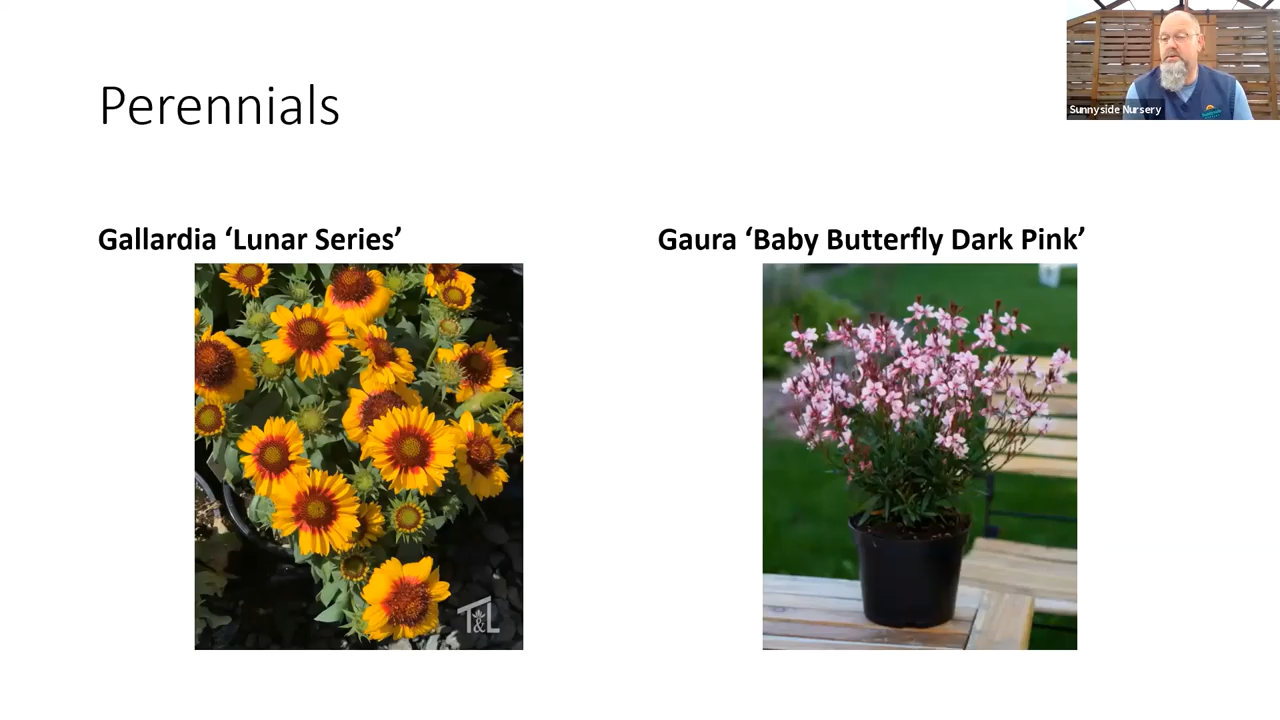 Perennials
Sunnyside Nursery
Gallardia ‘Lunar Series’
Gaura ‘Baby Butterfly Dark Pink’
T&L